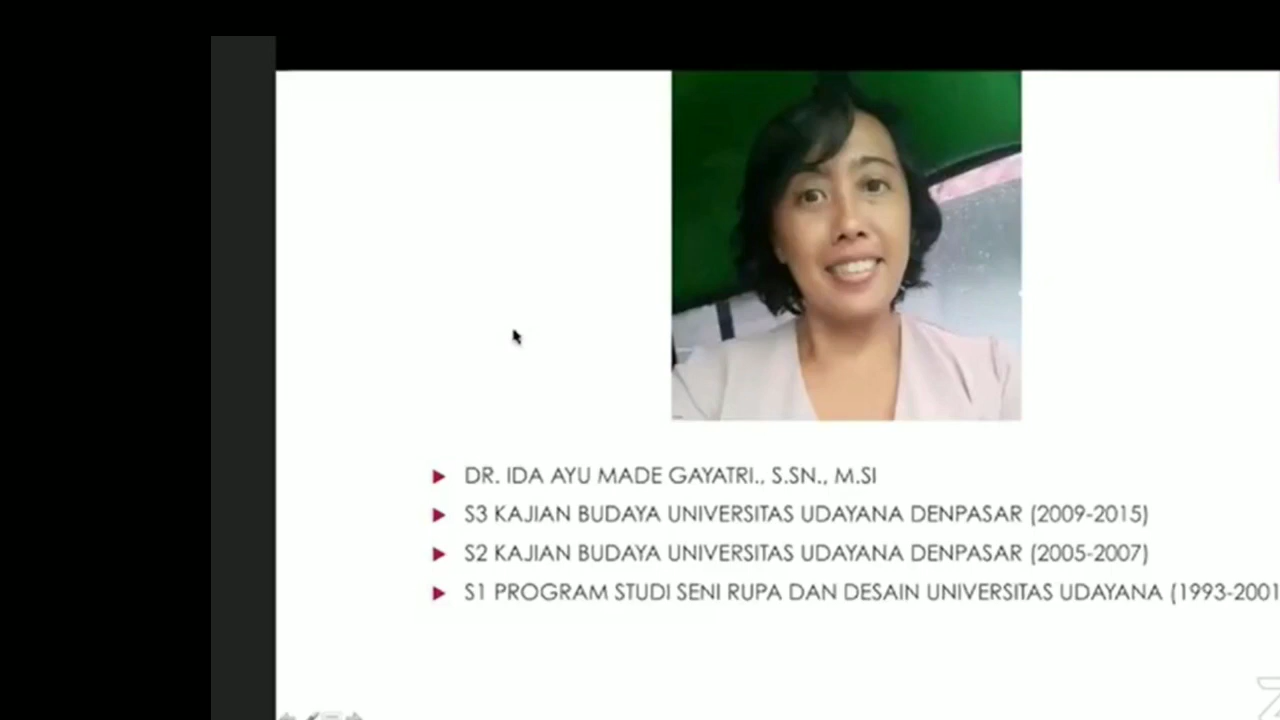 DR. IDA AYU MADE GAYATRI., S.SN., M.SI
S3 KAJIAN BUDAYA UNIVERSITAS UDAYANA DENPASAR (2009-2015)
S2 KAJIAN BUDAYA UNIVERSITAS UDAYANA DENPASAR (2005-2007)
S1 PROGRAM STUDI SENI RUPA DAN DESAIN UNIVERSITAS UDAYANA (1993-2001